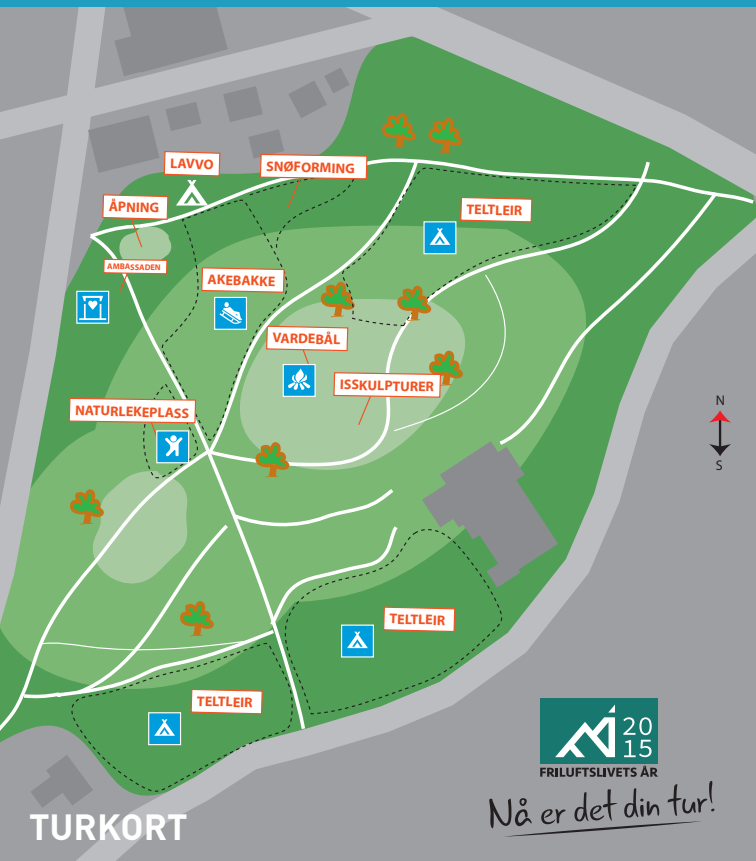 LAVVO
SNØFORMING
ÅPNING
TELTLEIR
AMBASSADEN
AKEBAKKE
VARDEBÅL
ISSKULPTURER
NATURLEKEPLASS
N
S
TELTLEIR
TELTLEIR
20
15
FRILUFTSLIVETS ÅR
Nå er det din tur!
TURKORT